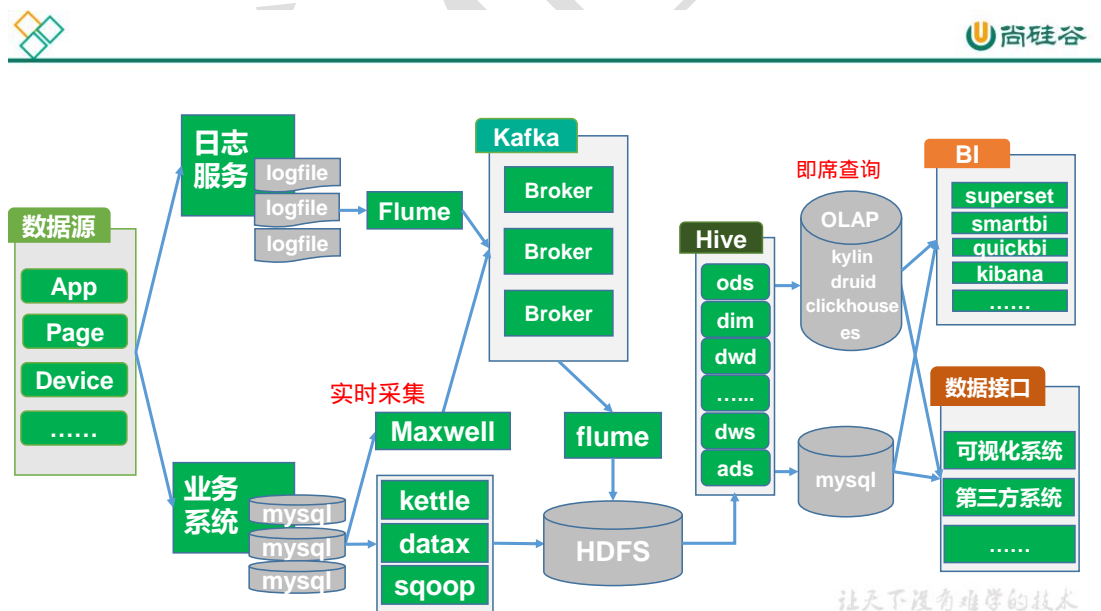 尚硅谷
数据源
App
Page
Device
……
日志
服务
logfile
logfile
logfile
Flume
业务
系统
mysql
mysql
mysql
实时采集
Maxwell
kettle
datax
sqoop
Kafka
Broker
Broker
Broker
flume
HDFS
Hive
ods
dim
dwd
…...
dws
ads
即席查询
OLAP
kylin
druid
clickhouse
es
mysql
BI
superset
smartbi
quickbi
kibana
……
数据接口
可视化系统
第三方系统
……
让天下没有难学的技术